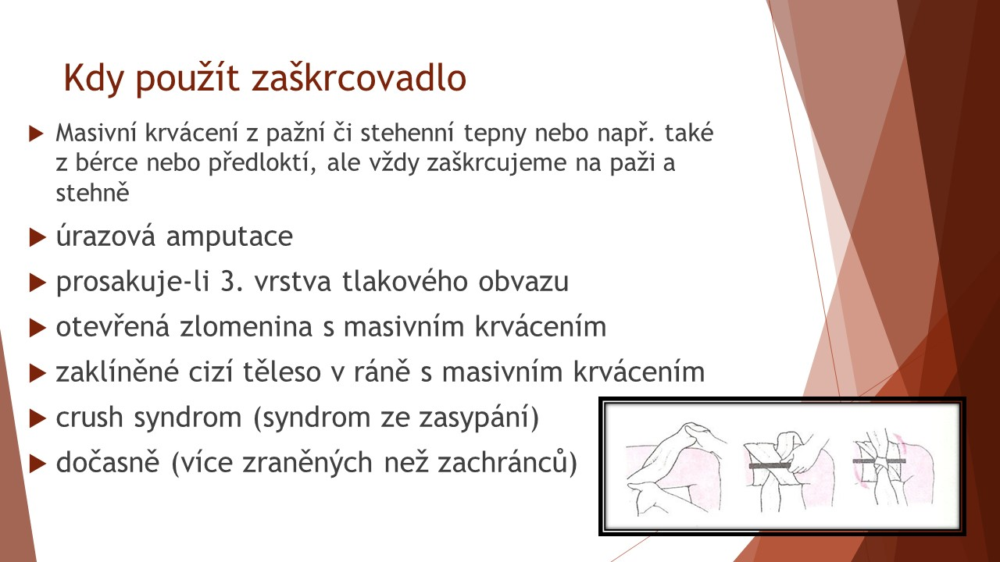 Kdy použít zaškrcovadlo
Masivní krvácení z pažní či stehenní tepny nebo např. také
z bérce nebo předloktí, ale vždy zaškrcujeme na paži a
stehně
úrazová amputace
prosakuje-li 3. vrstva tlakového obvazu
otevřená zlomenina s masivním krvácením
zaklíněné cizí těleso v ráně s masivním krvácením
crush syndrom (syndrom ze zasypání)
dočasně (více zraněných než zachránců)